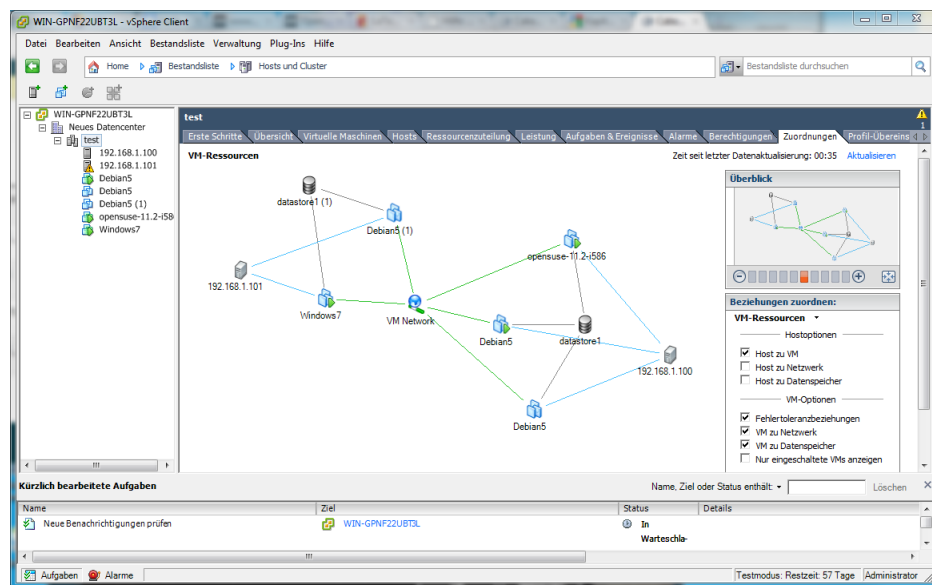 WIN-GPNF22UBT3L - vSphere Client
Datei Bearbeiten Ansicht Bestandsliste Verwaltung Plug-Ins Hilfe
Home Bestandsliste Hosts und Cluster
Bestandsliste durchsuchen
WIN-GPNF22UBT3L
Neues Datencenter
test
192.168.1.100
192.168.1.101
Debian5
Debian5
Debian5 (1)
opensuse-11.2-i58
Windows7
test
1
Erste Schritte Übersicht Virtuelle Maschinen Hosts Ressourcenzuteilung Leistung Aufgaben & Ereignisse Alarme Berechtigungen Zuordnungen Profil-Übereins
VM-Ressourcen
Zeit seit letzter Datenaktualisierung: 00:35 Aktualisieren
datastore1 (1)
Debian5 (1)
opensuse-11.2-i586
192.168.1.101
Windows7
VM Network
Debian5
datastore1
192.168.1.100
Debian5
Überblick
Beziehungen zuordnen:
VM-Ressourcen
Hostoptionen
Host zu VM
Host zu Netzwerk
Host zu Datenspeicher
VM-Optionen
Fehlertoleranzbeziehungen
VM zu Netzwerk
VM zu Datenspeicher
Nur eingeschaltete VMs anzeigen
Kürzlich bearbeitete Aufgaben
Name, Ziel oder Status enthält: Löschen
Name Ziel Status Details
Neue Benachrichtigungen prüfen WIN-GPNF22UBT3L In
Warteschla-
Aufgaben Alarme
Testmodus: Restzeit: 57 Tage Administrator